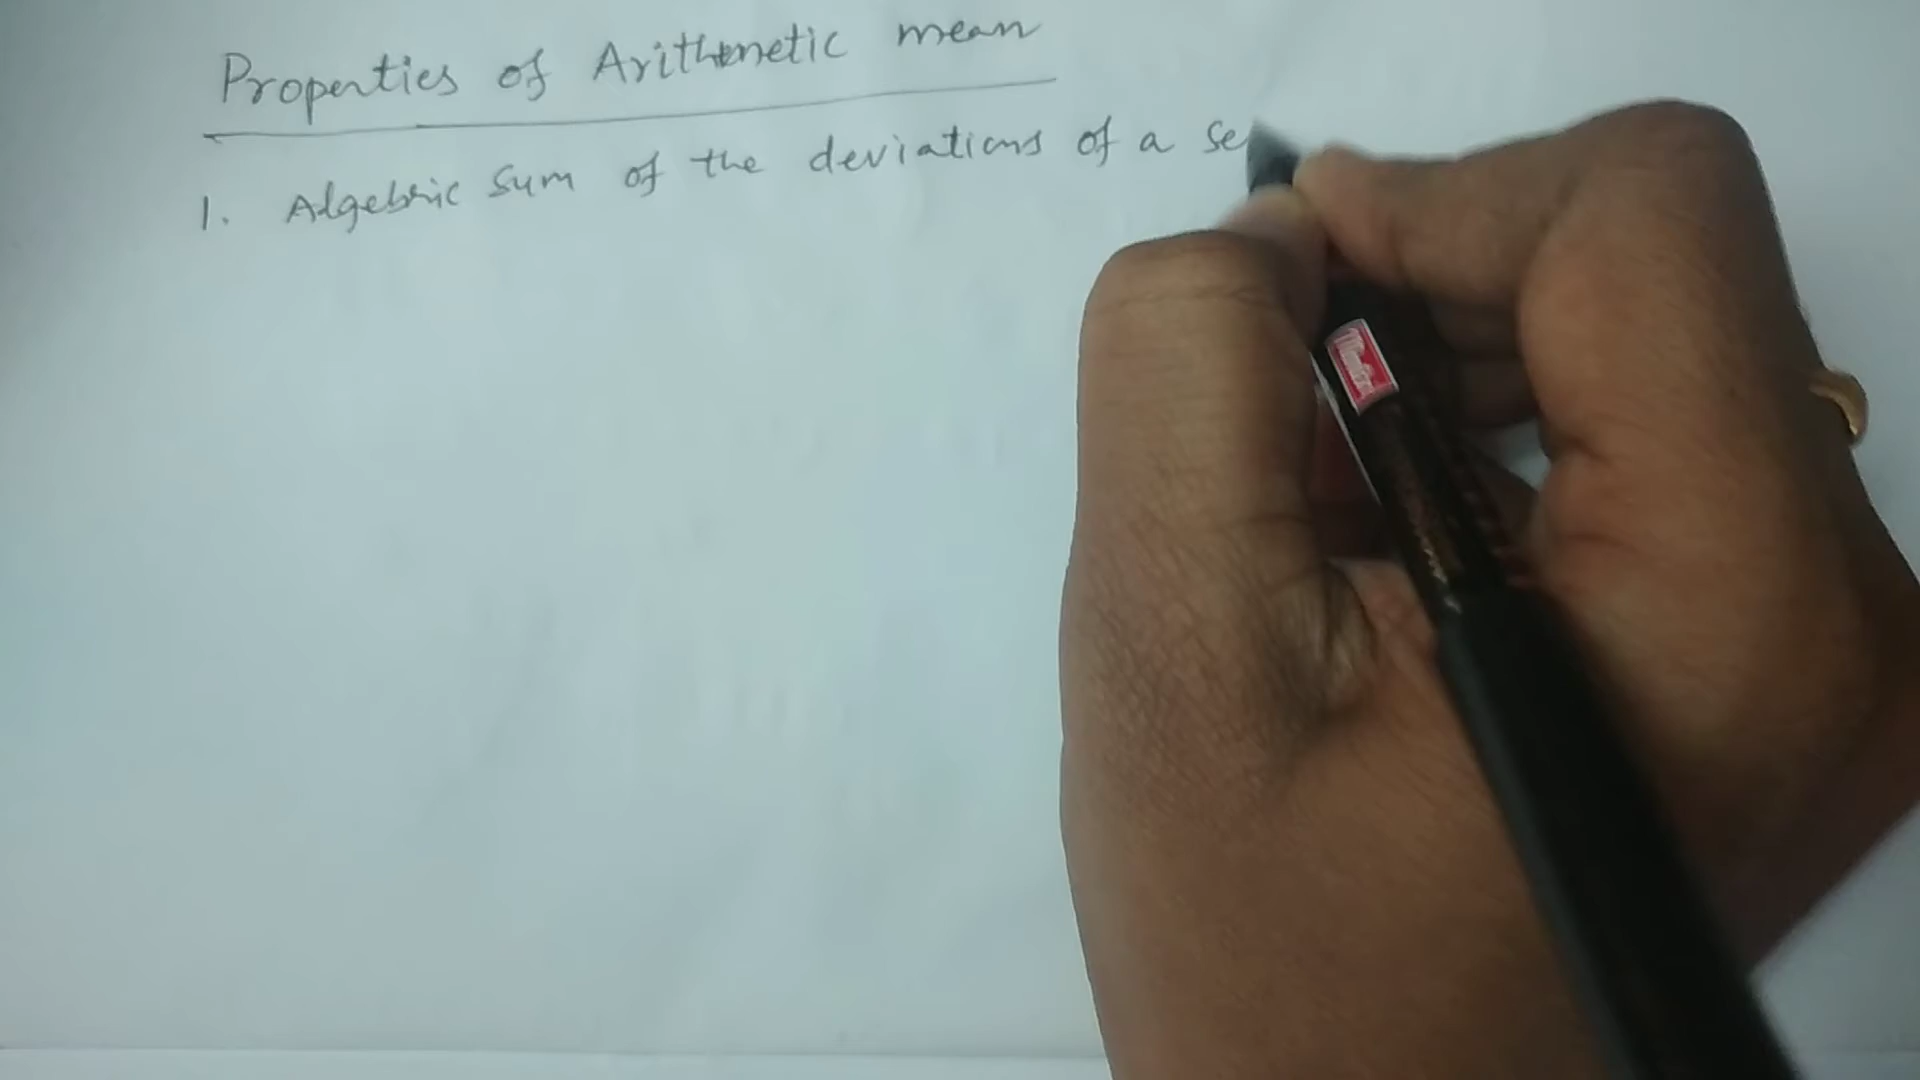 Properties of Arithmetic mean
1. Algebric sum of the deviations of a se